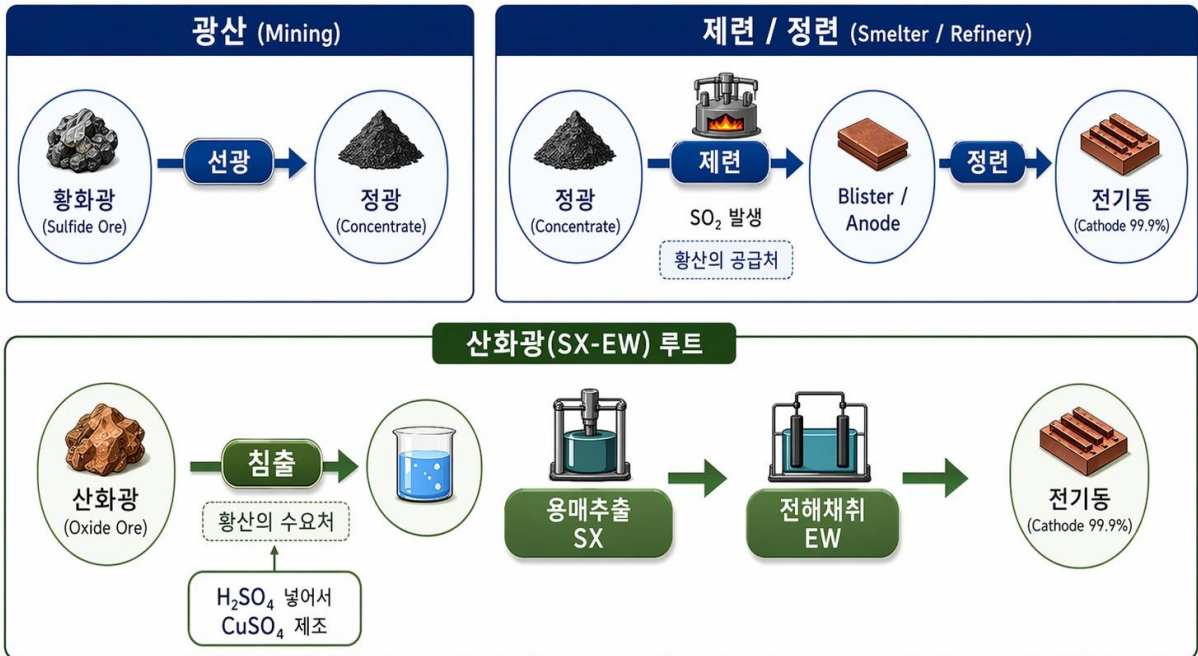 광산 (Mining)
제련 / 정련 (Smelter / Refinery)
황화광
(Sulfide Ore)
선광
정광
(Concentrate)
정광
(Concentrate)
제련
SO₂ 발생
황산의 공급처
Blister /
Anode
정련
전기동
(Cathode 99.9%)
산화광(SX-EW) 루트
산화광
(Oxide Ore)
침출
황산의 수요처
H₂SO₄ 넣어서
CuSO₄ 제조
용매추출
SX
전해채취
EW
전기동
(Cathode 99.9%)